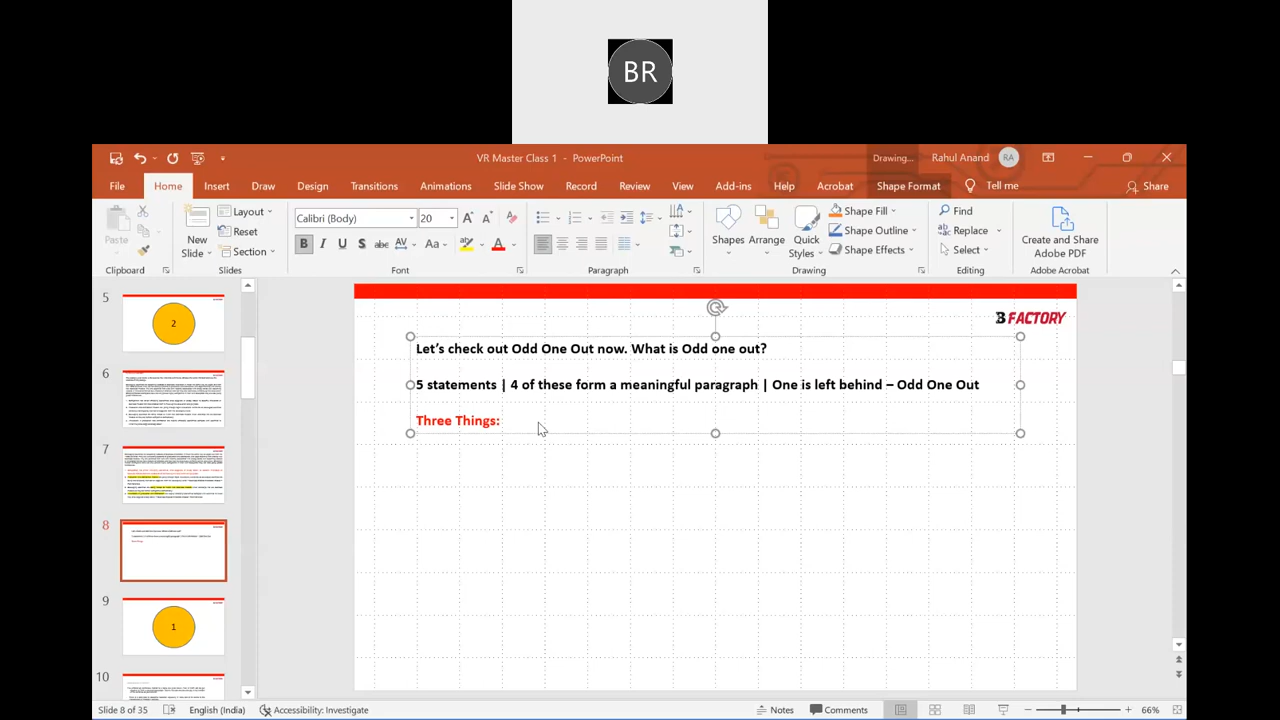 BR
VR Master Class 1 - PowerPoint
Drawing...
Rahul Anand
RA
File Home Insert Draw Design Transitions Animations Slide Show Record Review View Add-ins Help Acrobat Shape Format Tell me Share
Paste
Clipboard
New Slide
Layout
Reset
Section
Slides
Calibri (Body) 20
B I U S abc AV Aa A
Font
Paragraph
Shapes
Arrange
Quick Styles
Shape Fill
Shape Outline
Shape Effects
Drawing
Find
Replace
Select
Editing
Create and Share Adobe PDF
Adobe Acrobat
5
2
6
7
8
9
1
10
3 FACTORY
Let's check out Odd One Out now. What is Odd one out?
5 statements | 4 of these form a meaningful paragraph | One is left behind – Odd One Out
Three Things:
Slide 8 of 35
English (India)
Accessibility: Investigate
Notes
Comments
66%